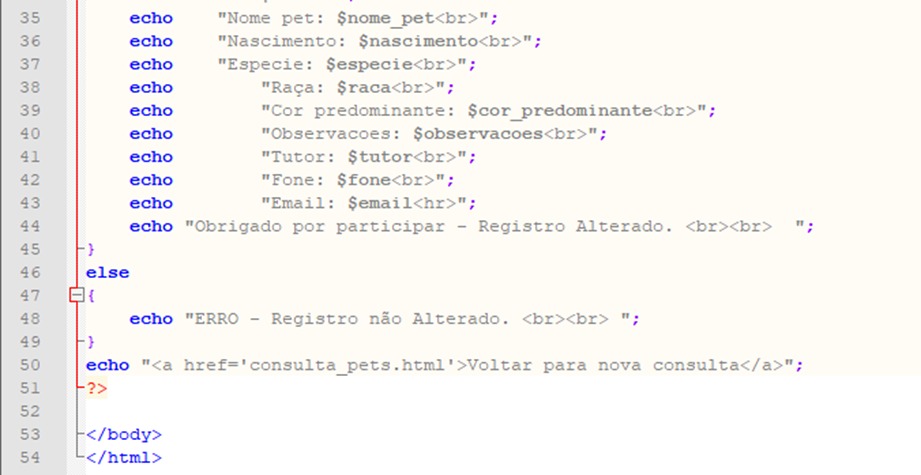 35 echo "Nome pet: $nome_pet<br>";
36 echo "Nascimento: $nascimento<br>";
37 echo "Especie: $especie<br>";
38 echo "Raça: $raca<br>";
39 echo "Cor predominante: $cor_predominante<br>";
40 echo "Observacoes: $observacoes<br>";
41 echo "Tutor: $tutor<br>";
42 echo "Fone: $fone<br>";
43 echo "Email: $email<hr>";
44 echo "Obrigado por participar - Registro Alterado. <br><br>  ";
45 }
46 else
47 {
48 echo "ERRO - Registro não Alterado. <br><br> ";
49 }
50 echo "<a href='consulta_pets.html'>Voltar para nova consulta</a>";
51 ?>
52
53 </body>
54 </html>